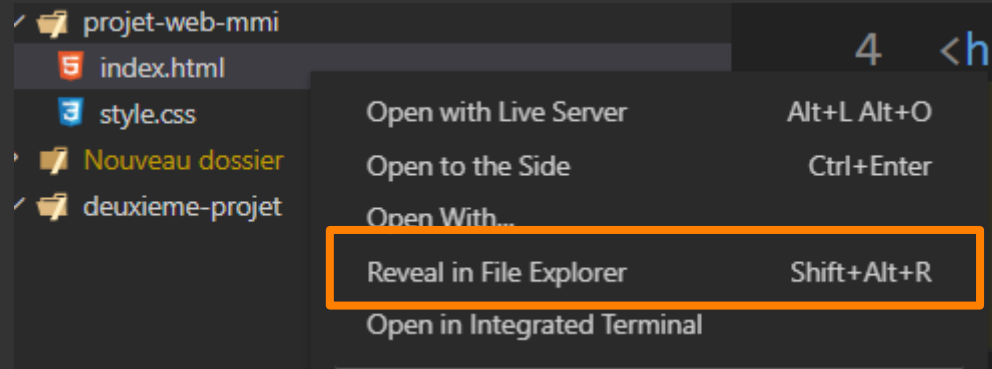 projet-web-mmi
index.html
style.css
Nouveau dossier
deuxieme-projet
4 <h
Open with Live Server Alt+L Alt+O
Open to the Side Ctrl+Enter
Open With...
Reveal in File Explorer Shift+Alt+R
Open in Integrated Terminal